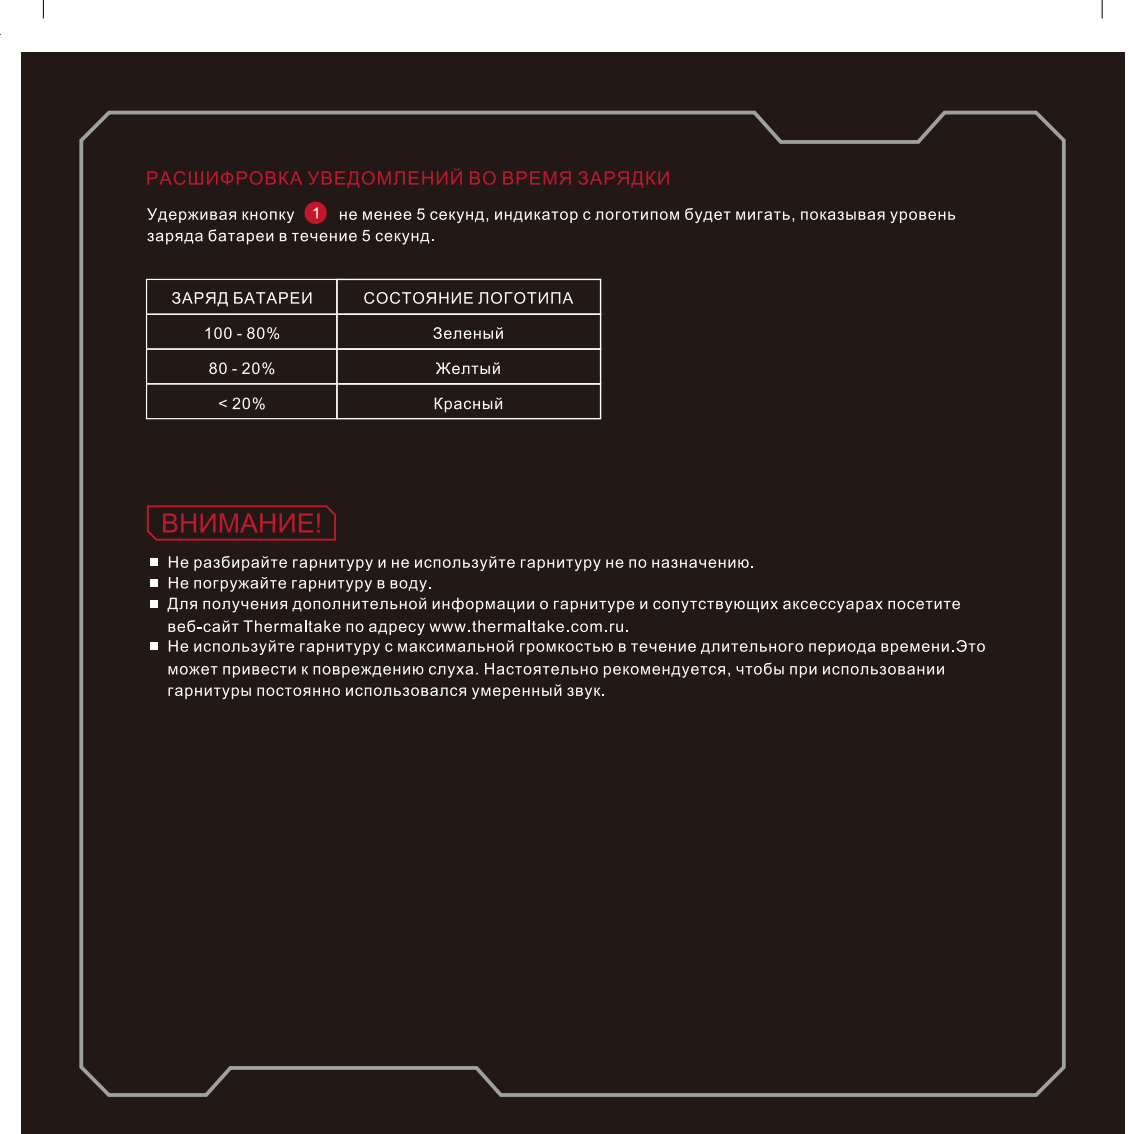 РАСШИФРОВКА УВЕДОМЛЕНИЙ ВО ВРЕМЯ ЗАРЯДКИ
Удерживая кнопку 1 не менее 5 секунд, индикатор с логотипом будет мигать, показывая уровень
заряда батареи в течение 5 секунд.
ЗАРЯД БАТАРЕИ СОСТОЯНИЕ ЛОГОТИПА
100 - 80% Зеленый
80 - 20% Желтый
< 20% Красный
ВНИМАНИЕ!
■ Не разбирайте гарнитуру и не используйте гарнитуру не по назначению.
■ Не погружайте гарнитуру в воду.
■ Для получения дополнительной информации о гарнитуре и сопутствующих аксессуарах посетите
веб-сайт Thermaltake по адресу www.thermaltake.com.ru.
■ Не используйте гарнитуру с максимальной громкостью в течение длительного периода времени.Это
может привести к повреждению слуха. Настоятельно рекомендуется, чтобы при использовании
гарнитуры постоянно использовался умеренный звук.